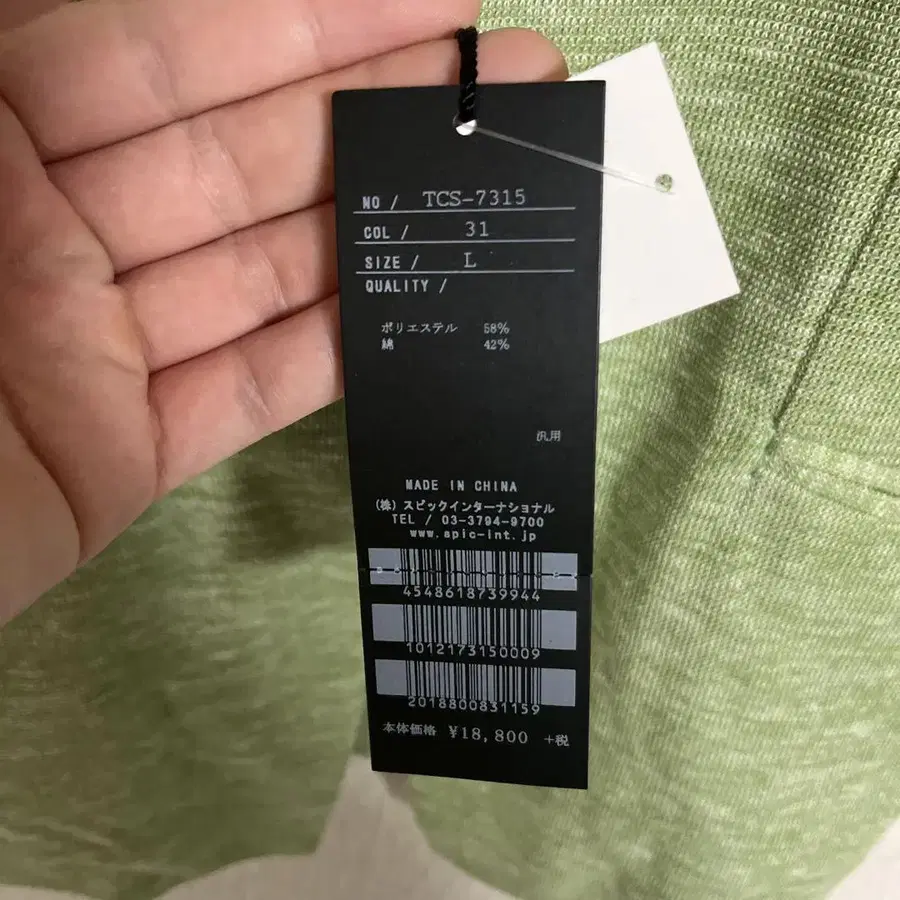 NO / TCS-7315
COL / 31
SIZE / L
QUALITY /
ポリエステル 58%
綿 42%
汎用
MADE IN CHINA
(株) スピックインターナショナル
TEL / 03-3794-9700
www.spic-int.jp
4548618739944
1012173150009
2018800831159
本体価格 ¥18,800 +税